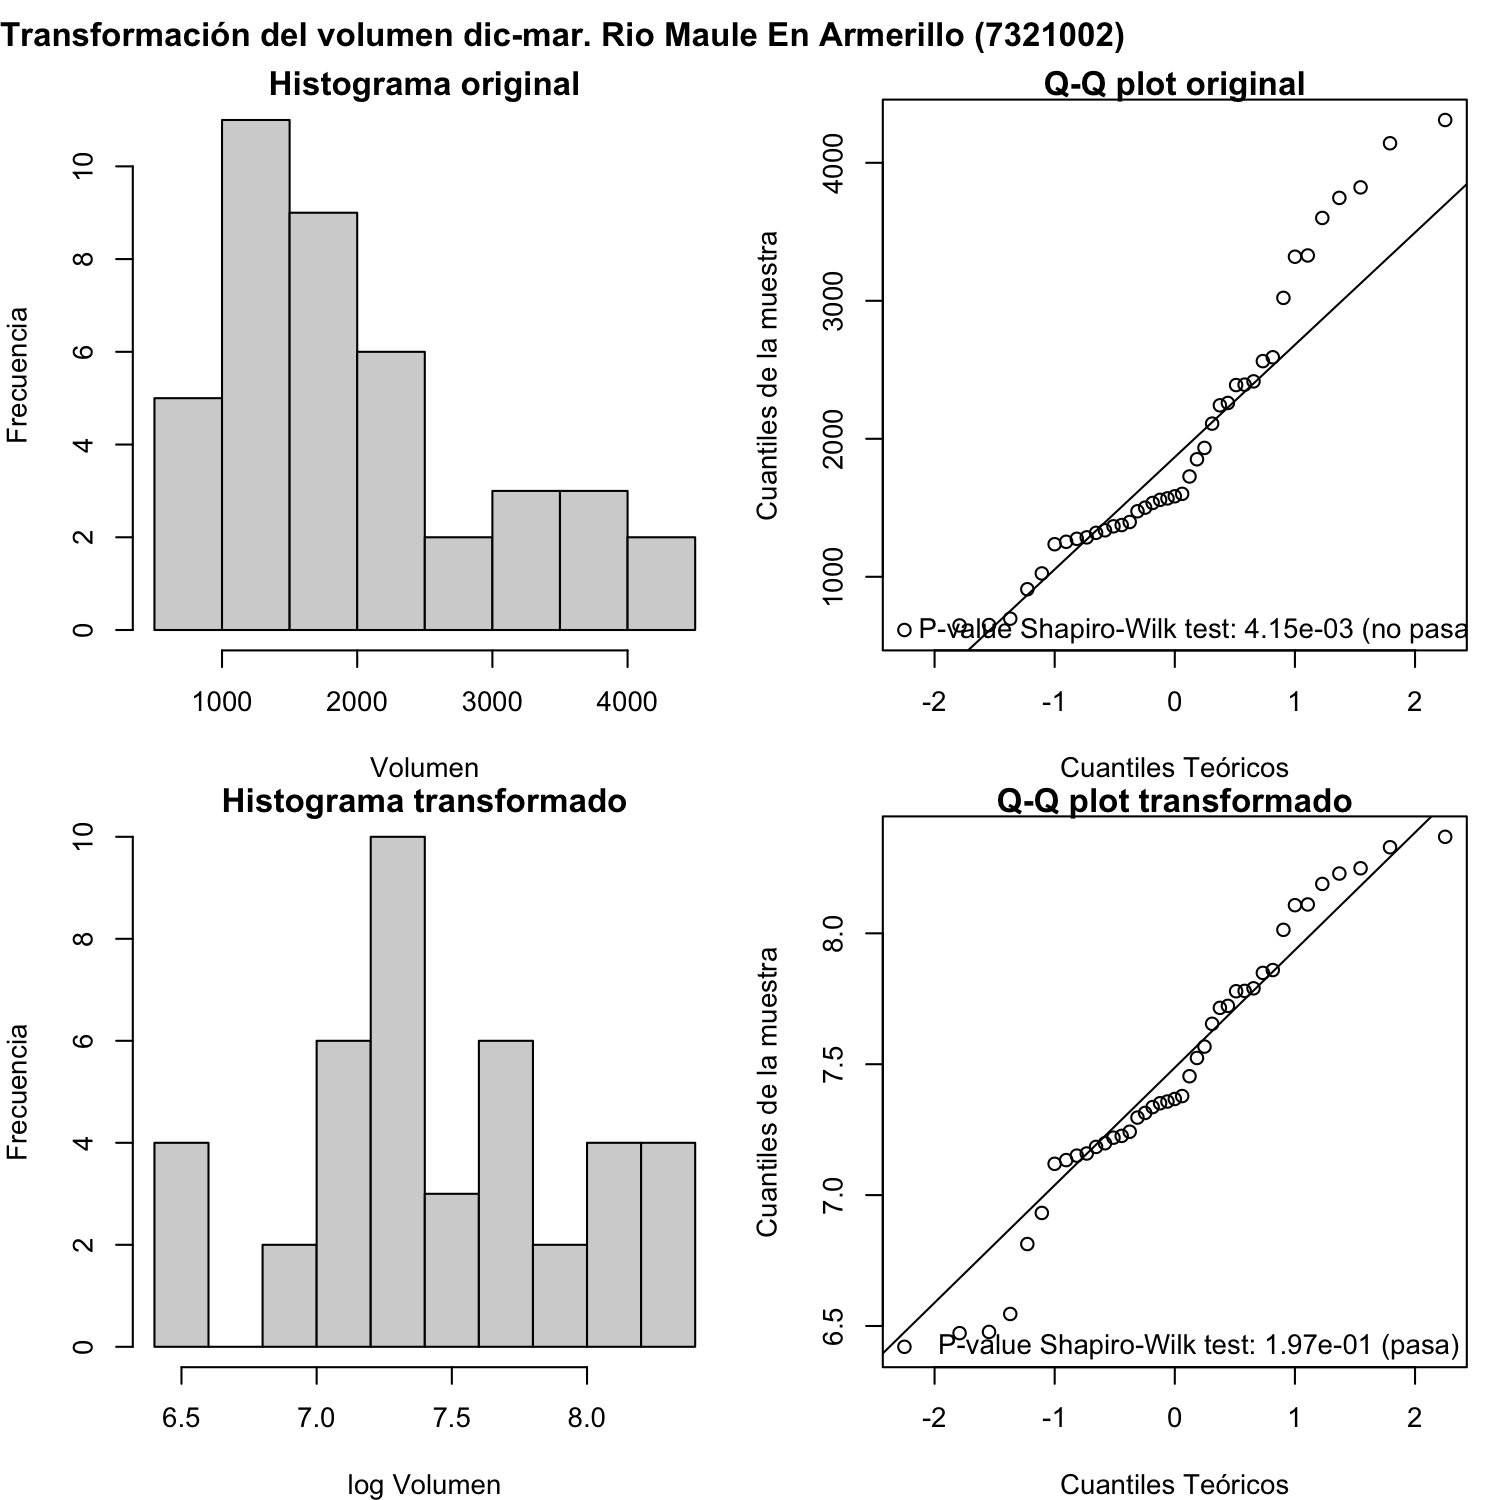 Transformación del volumen dic-mar. Rio Maule En Armerillo (7321002)
Histograma original
Frecuencia
0 2 4 6 8 10
1000 2000 3000 4000
Volumen
Q-Q plot original
Cuantiles de la muestra
1000 2000 3000 4000
P-value Shapiro-Wilk test: 4.15e-03 (no pasa
-2 -1 0 1 2
Cuantiles Teóricos
Histograma transformado
Frecuencia
0 2 4 6 8 10
6.5 7.0 7.5 8.0
log Volumen
Q-Q plot transformado
Cuantiles de la muestra
6.5 7.0 7.5 8.0
P-value Shapiro-Wilk test: 1.97e-01 (pasa)
-2 -1 0 1 2
Cuantiles Teóricos